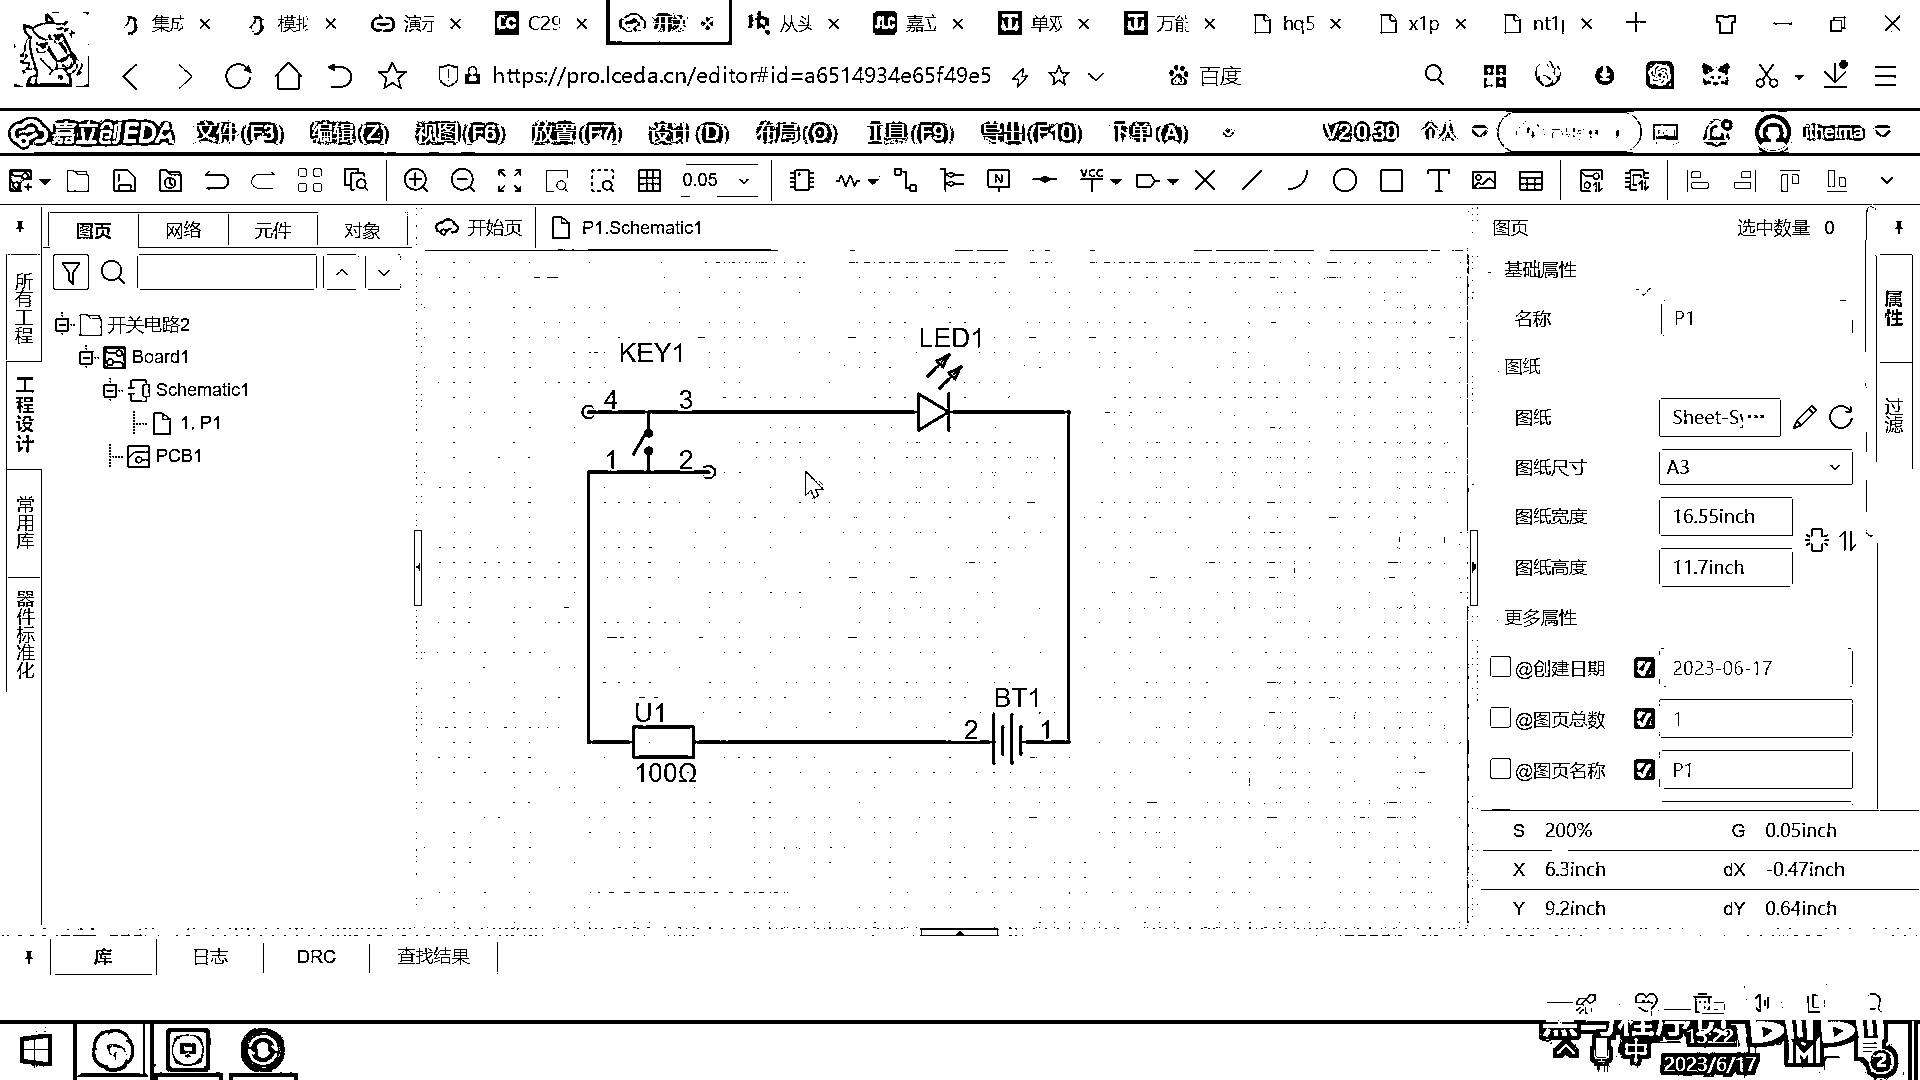 集成
模拟
演示
C29
开发
从头
嘉立
单双
万能
hq5
x1p
nt1p
https://pro.lceda.cn/editor#id=a6514934e65f49e5
百度
嘉立创EDA 文件(F3) 编辑(Z) 视图(F6) 放置(F7) 设计(D) 布局(O) 工具(F9) 导出(F10) 下单(A) V2.0.30 个人 itheima
0.05
VCC
N
T
图页 网络 元件 对象
开始页
P1.Schematic1
图页
选中数量 0
所有工程
工程设计
常用库
器件标准化
开关电路2
Board1
Schematic1
1. P1
PCB1
KEY1
LED1
4
3
1
2
U1
100Ω
BT1
2
1
属性
过滤
基础属性
名称 P1
图纸
图纸 Sheet-Sy...
图纸尺寸 A3
图纸宽度 16.55inch
图纸高度 11.7inch
更多属性
@创建日期 2023-06-17
@图页总数 1
@图页名称 P1
S 200% G 0.05inch
X 6.3inch dX -0.47inch
Y 9.2inch dY 0.64inch
库 日志 DRC 查找结果
中
15:22
2023/6/17
2